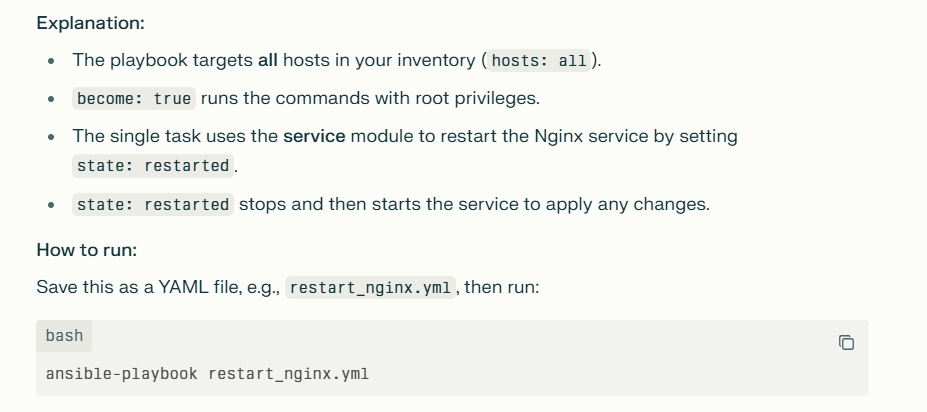 Explanation:
The playbook targets all hosts in your inventory (hosts: all).
become: true runs the commands with root privileges.
The single task uses the service module to restart the Nginx service by setting
state: restarted.
state: restarted stops and then starts the service to apply any changes.
How to run:
Save this as a YAML file, e.g., restart_nginx.yml, then run:
bash
ansible-playbook restart_nginx.yml